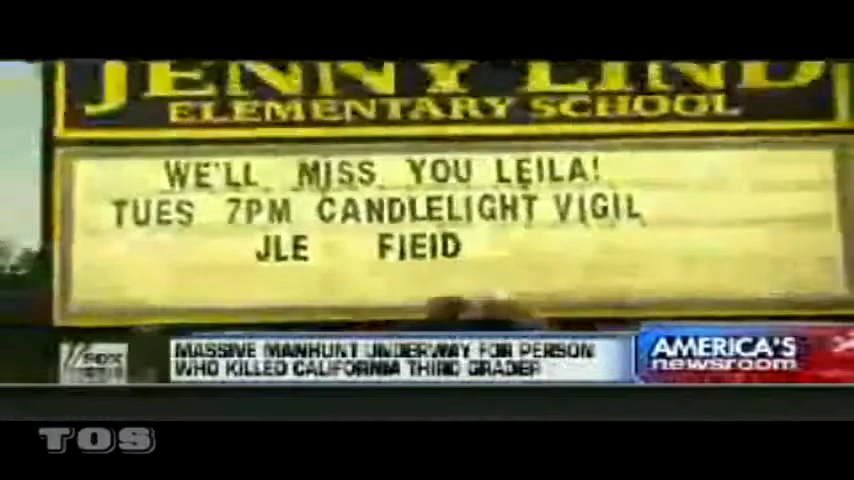 JENNY LIND
ELEMENTARY SCHOOL
WE'LL MISS YOU LEILA!
TUES 7PM CANDLELIGHT VIGIL
JLE FIEID
FOX
MASSIVE MANHUNT UNDERWAY FOR PERSON
WHO KILLED CALIFORNIA THIRD GRADER
AMERICA'S
newsroom
TOS